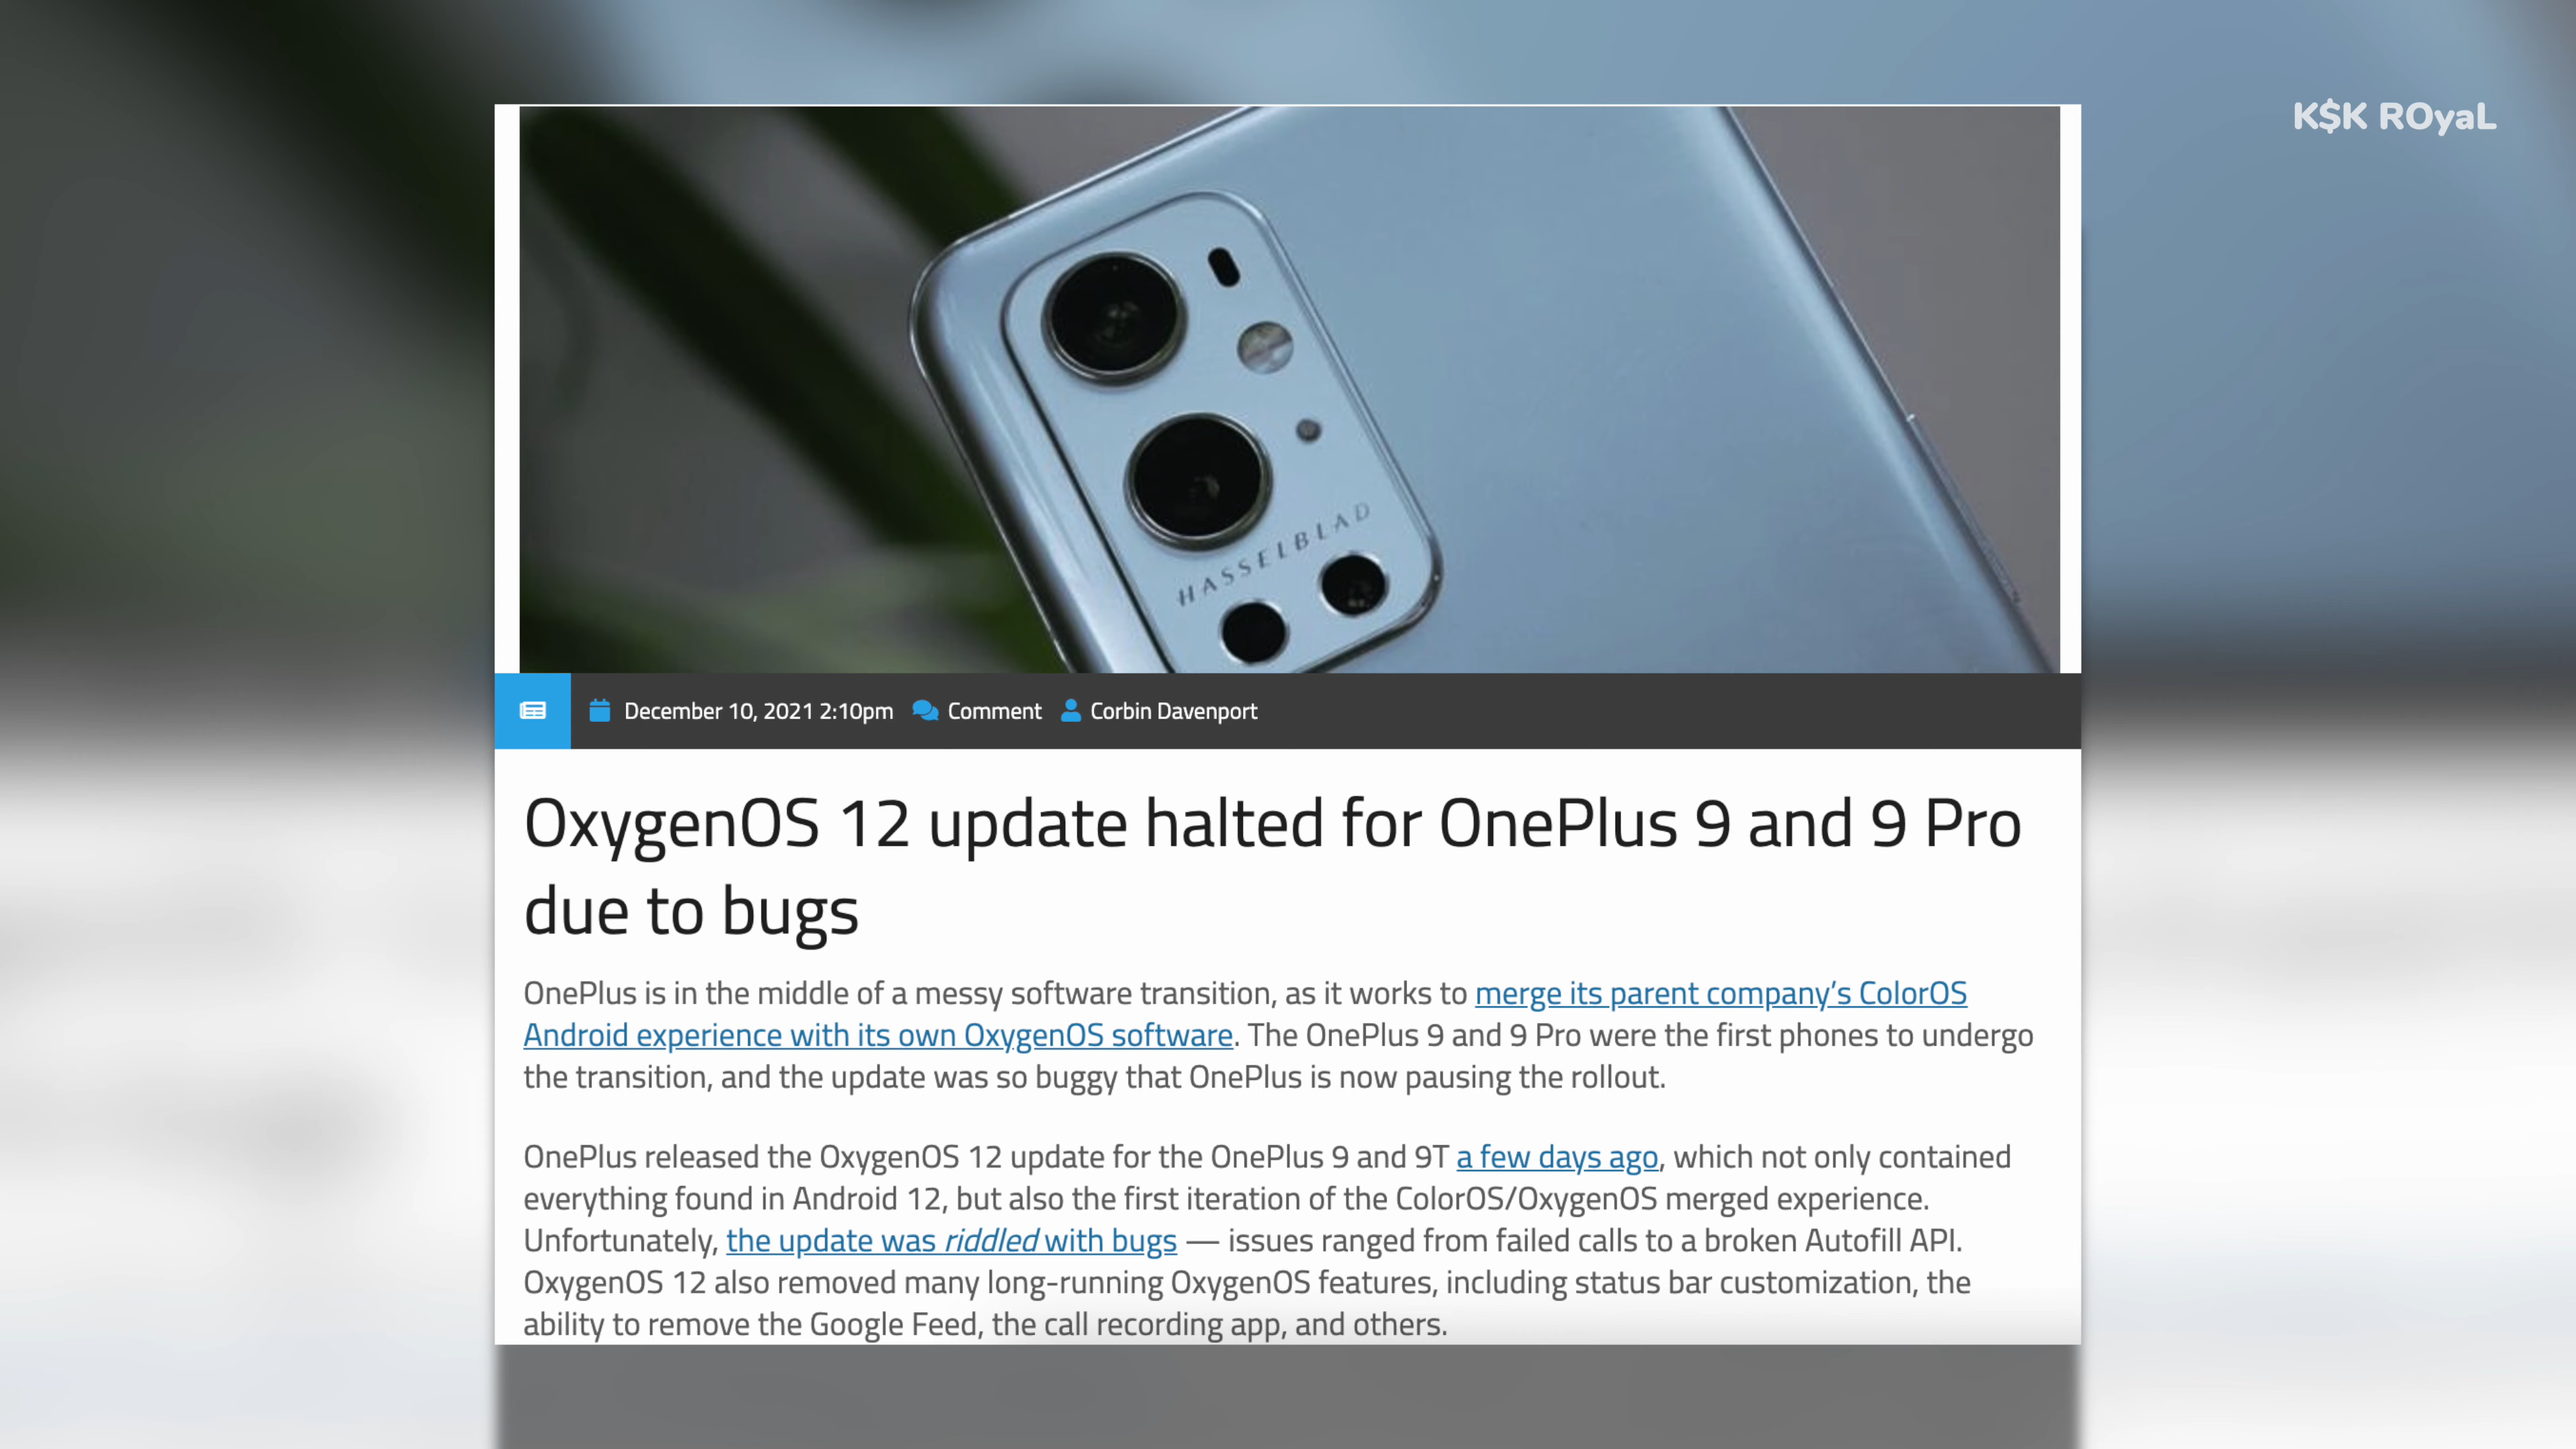 K$K ROyaL
HASSELBLAD
December 10, 2021 2:10pm Comment Corbin Davenport
OxygenOS 12 update halted for OnePlus 9 and 9 Pro
due to bugs
OnePlus is in the middle of a messy software transition, as it works to merge its parent company’s ColorOS
Android experience with its own OxygenOS software. The OnePlus 9 and 9 Pro were the first phones to undergo
the transition, and the update was so buggy that OnePlus is now pausing the rollout.
OnePlus released the OxygenOS 12 update for the OnePlus 9 and 9T a few days ago, which not only contained
everything found in Android 12, but also the first iteration of the ColorOS/OxygenOS merged experience.
Unfortunately, the update was riddled with bugs — issues ranged from failed calls to a broken Autofill API.
OxygenOS 12 also removed many long-running OxygenOS features, including status bar customization, the
ability to remove the Google Feed, the call recording app, and others.